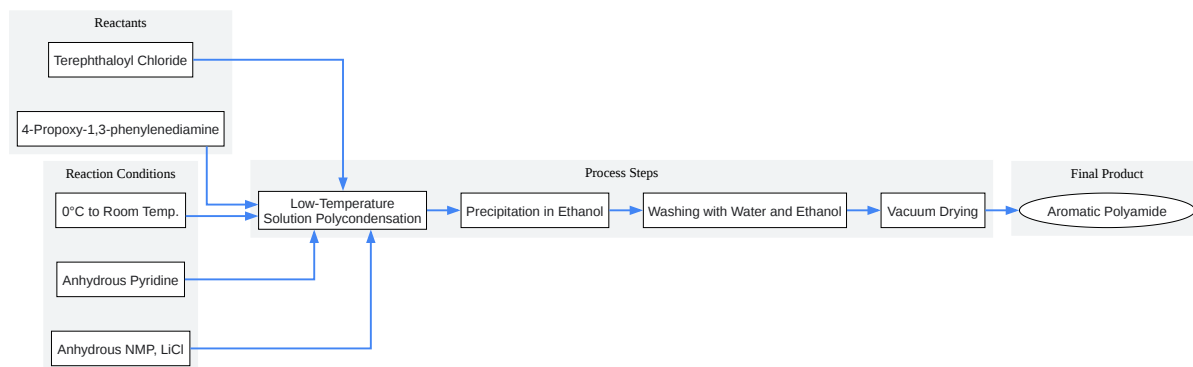 Reactants
Terephthaloyl Chloride
4-Propoxy-1,3-phenylenediamine
Reaction Conditions
0°C to Room Temp.
Anhydrous Pyridine
Anhydrous NMP, LiCl
Process Steps
Low-Temperature
Solution Polycondensation
Precipitation in Ethanol
Washing with Water and Ethanol
Vacuum Drying
Final Product
Aromatic Polyamide